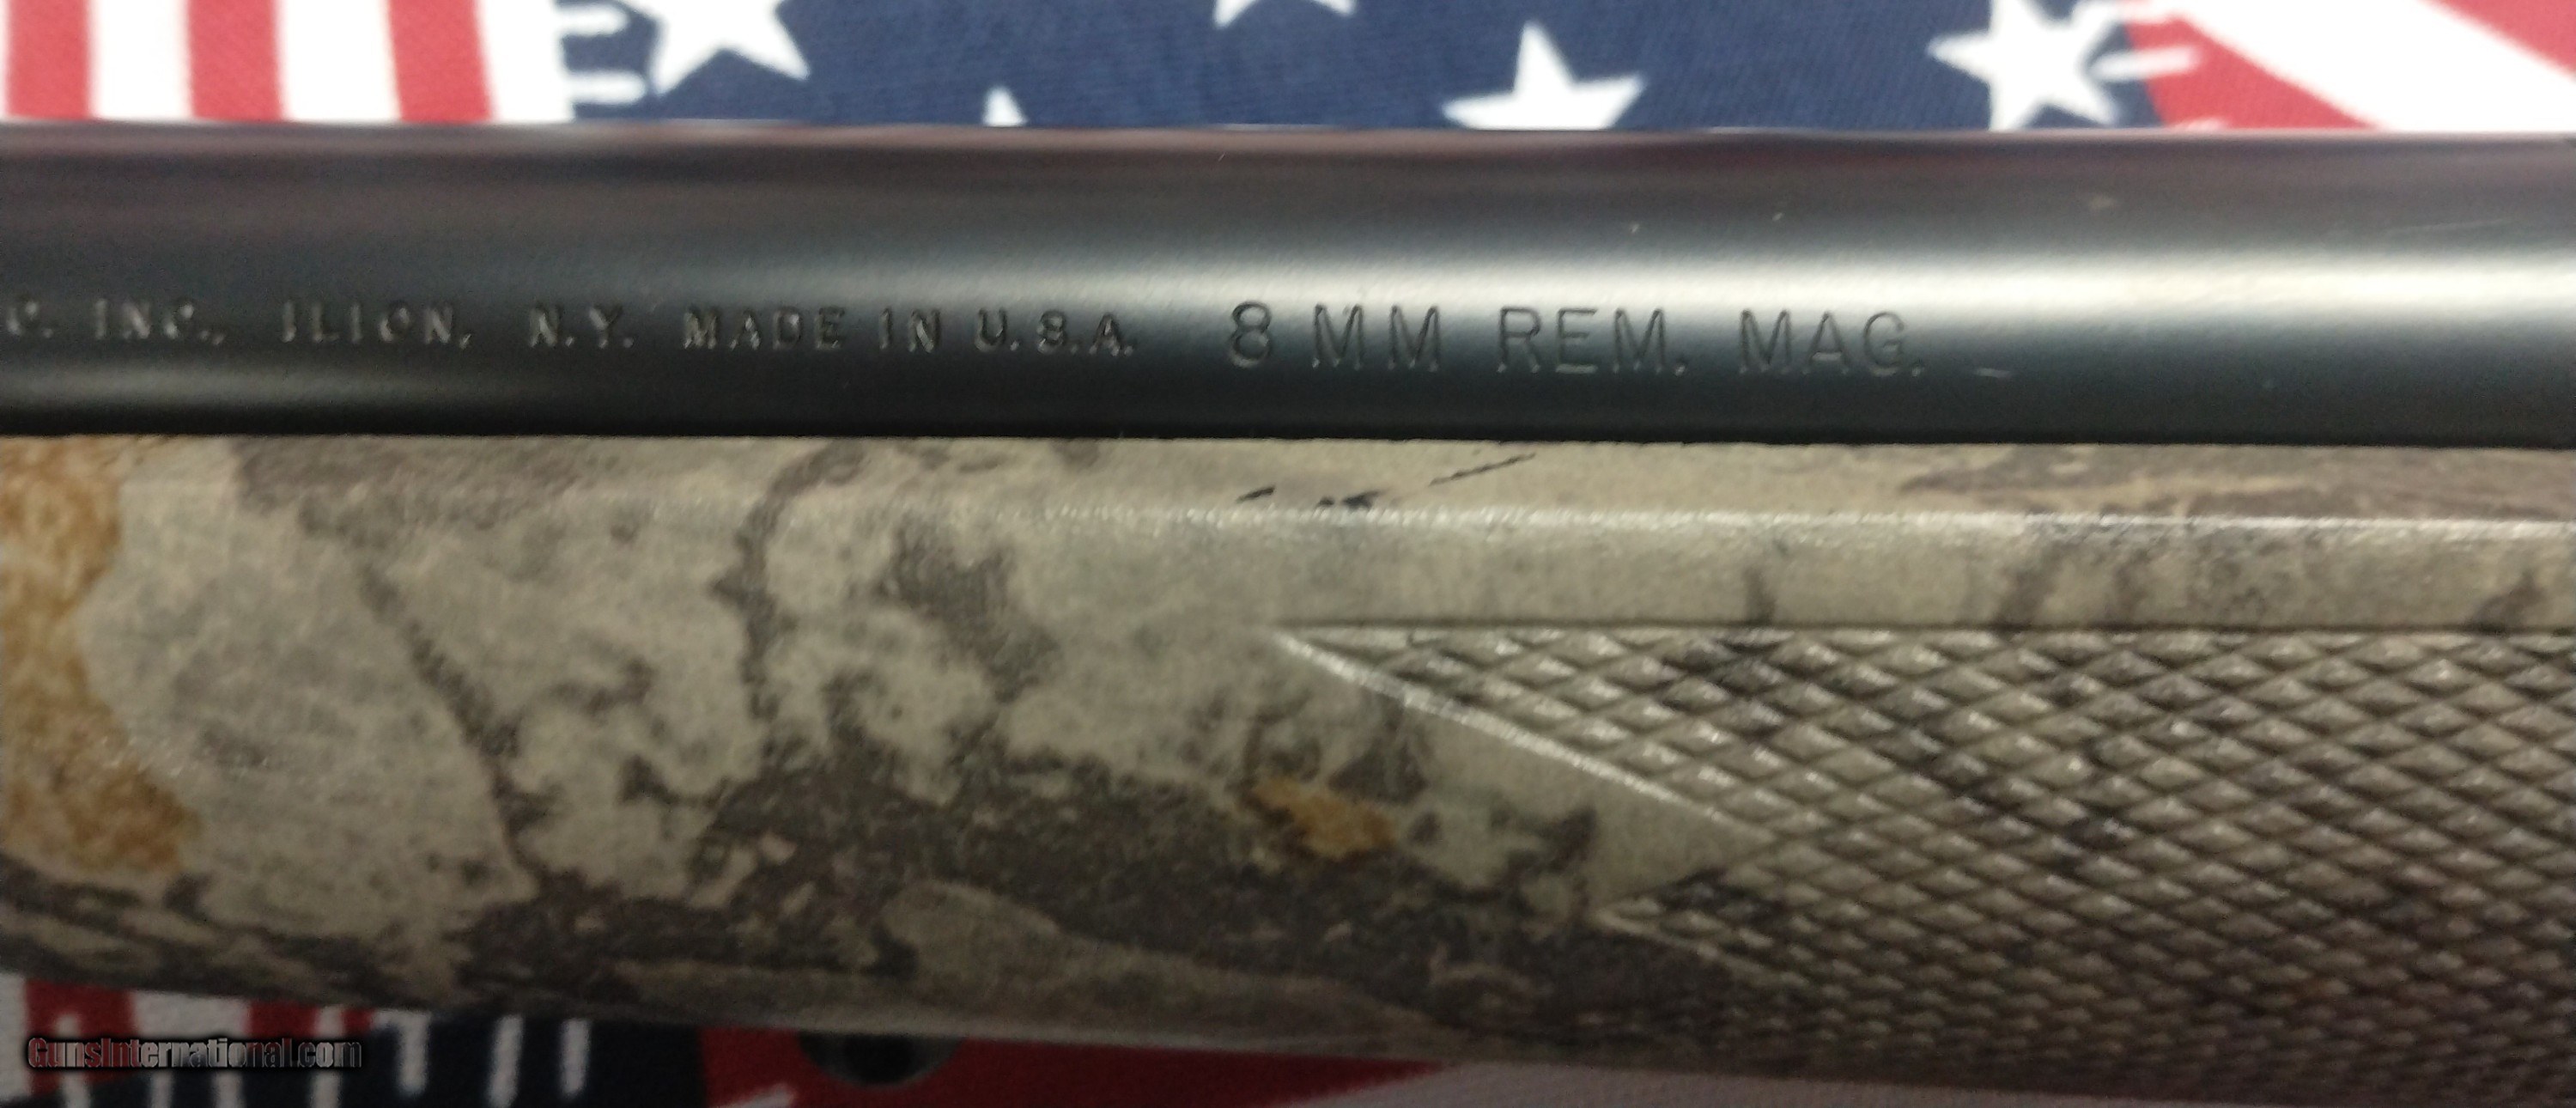 C. INC., ILION, N.Y. MADE IN U.S.A. 8 MM REM. MAG.
GunsInternational.com